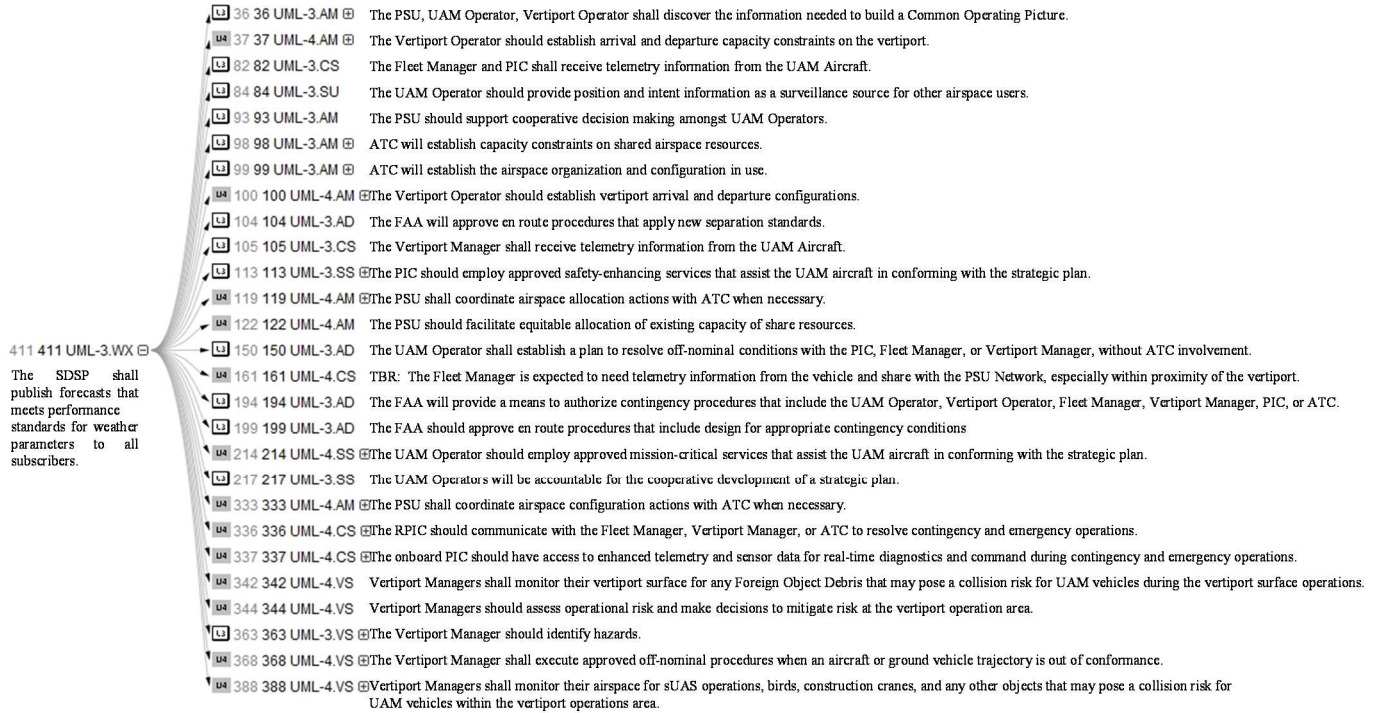 L3 36 36 UML-3.AM The PSU, UAM Operator, Vertiport Operator shall discover the information needed to build a Common Operating Picture.
U4 37 37 UML-4.AM The Vertiport Operator should establish arrival and departure capacity constraints on the vertiport.
L3 82 82 UML-3.CS The Fleet Manager and PIC shall receive telemetry information from the UAM Aircraft.
L3 84 84 UML-3.SU The UAM Operator should provide position and intent information as a surveillance source for other airspace users.
L3 93 93 UML-3.AM The PSU should support cooperative decision making amongst UAM Operators.
L3 98 98 UML-3.AM ATC will establish capacity constraints on shared airspace resources.
L3 99 99 UML-3.AM ATC will establish the airspace organization and configuration in use.
U4 100 100 UML-4.AM The Vertiport Operator should establish vertiport arrival and departure configurations.
L3 104 104 UML-3.AD The FAA will approve en route procedures that apply new separation standards.
L3 105 105 UML-3.CS The Vertiport Manager shall receive telemetry information from the UAM Aircraft.
L3 113 113 UML-3.SS The PIC should employ approved safety-enhancing services that assist the UAM aircraft in conforming with the strategic plan.
U4 119 119 UML-4.AM The PSU shall coordinate airspace allocation actions with ATC when necessary.
U4 122 122 UML-4.AM The PSU should facilitate equitable allocation of existing capacity of share resources.
411 411 UML-3.WX
The SDSP shall
publish forecasts that
meets performance
standards for weather
parameters to all
subscribers.
L3 150 150 UML-3.AD The UAM Operator shall establish a plan to resolve off-nominal conditions with the PIC, Fleet Manager, or Vertiport Manager, without ATC involvement.
U4 161 161 UML-4.CS TBR: The Fleet Manager is expected to need telemetry information from the vehicle and share with the PSU Network, especially within proximity of the vertiport.
L3 194 194 UML-3.AD The FAA will provide a means to authorize contingency procedures that include the UAM Operator, Vertiport Operator, Fleet Manager, Vertiport Manager, PIC, or ATC.
L3 199 199 UML-3.AD The FAA should approve en route procedures that include design for appropriate contingency conditions
U4 214 214 UML-4.SS The UAM Operator should employ approved mission-critical services that assist the UAM aircraft in conforming with the strategic plan.
L3 217 217 UML-3.SS The UAM Operators will be accountable for the cooperative development of a strategic plan.
U4 333 333 UML-4.AM The PSU shall coordinate airspace configuration actions with ATC when necessary.
U4 336 336 UML-4.CS The RPIC should communicate with the Fleet Manager, Vertiport Manager, or ATC to resolve contingency and emergency operations.
U4 337 337 UML-4.CS The onboard PIC should have access to enhanced telemetry and sensor data for real-time diagnostics and command during contingency and emergency operations.
U4 342 342 UML-4.VS Vertiport Managers shall monitor their vertiport surface for any Foreign Object Debris that may pose a collision risk for UAM vehicles during the vertiport surface operations.
U4 344 344 UML-4.VS Vertiport Managers should assess operational risk and make decisions to mitigate risk at the vertiport operation area.
L3 363 363 UML-3.VS The Vertiport Manager should identify hazards.
U4 368 368 UML-4.VS The Vertiport Manager shall execute approved off-nominal procedures when an aircraft or ground vehicle trajectory is out of conformance.
U4 388 388 UML-4.VS Vertiport Managers shall monitor their airspace for sUAS operations, birds, construction cranes, and any other objects that may pose a collision risk for
UAM vehicles within the vertiport operations area.